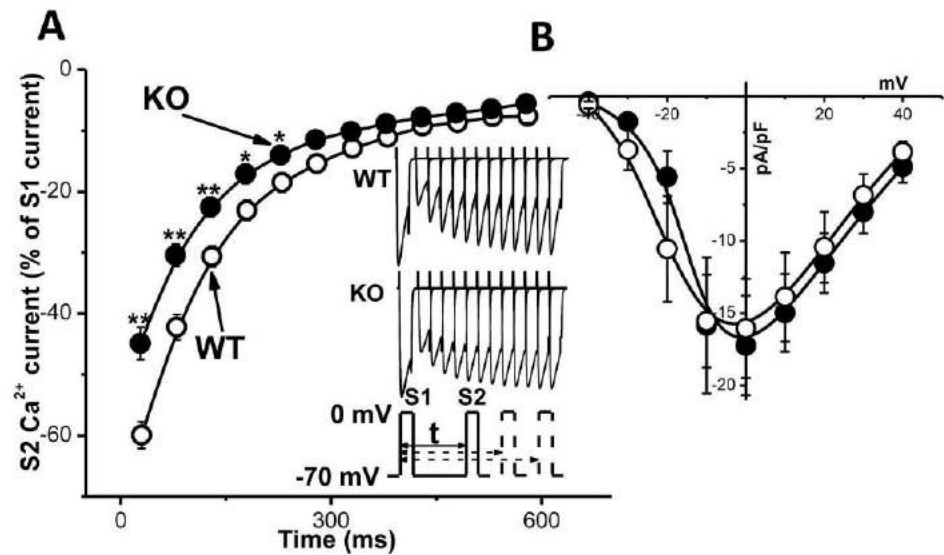 A
B
S2 Ca²⁺ current (% of S1 current)
0
-20
-40
-60
KO
WT
** ** ** * *
WT
KO
S1 S2
0 mV
t
-70 mV
0 300 600
Time (ms)
mV
-40 -20 20 40
pA/pF
-5
-10
-15
-20